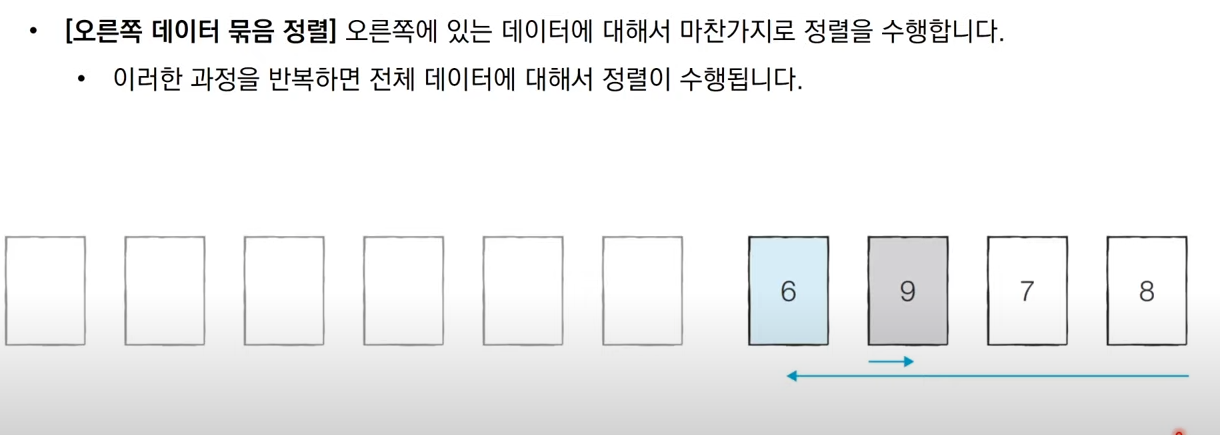 • [오른쪽 데이터 묶음 정렬] 오른쪽에 있는 데이터에 대해서 마찬가지로 정렬을 수행합니다.
• 이러한 과정을 반복하면 전체 데이터에 대해서 정렬이 수행됩니다.
6 9 7 8